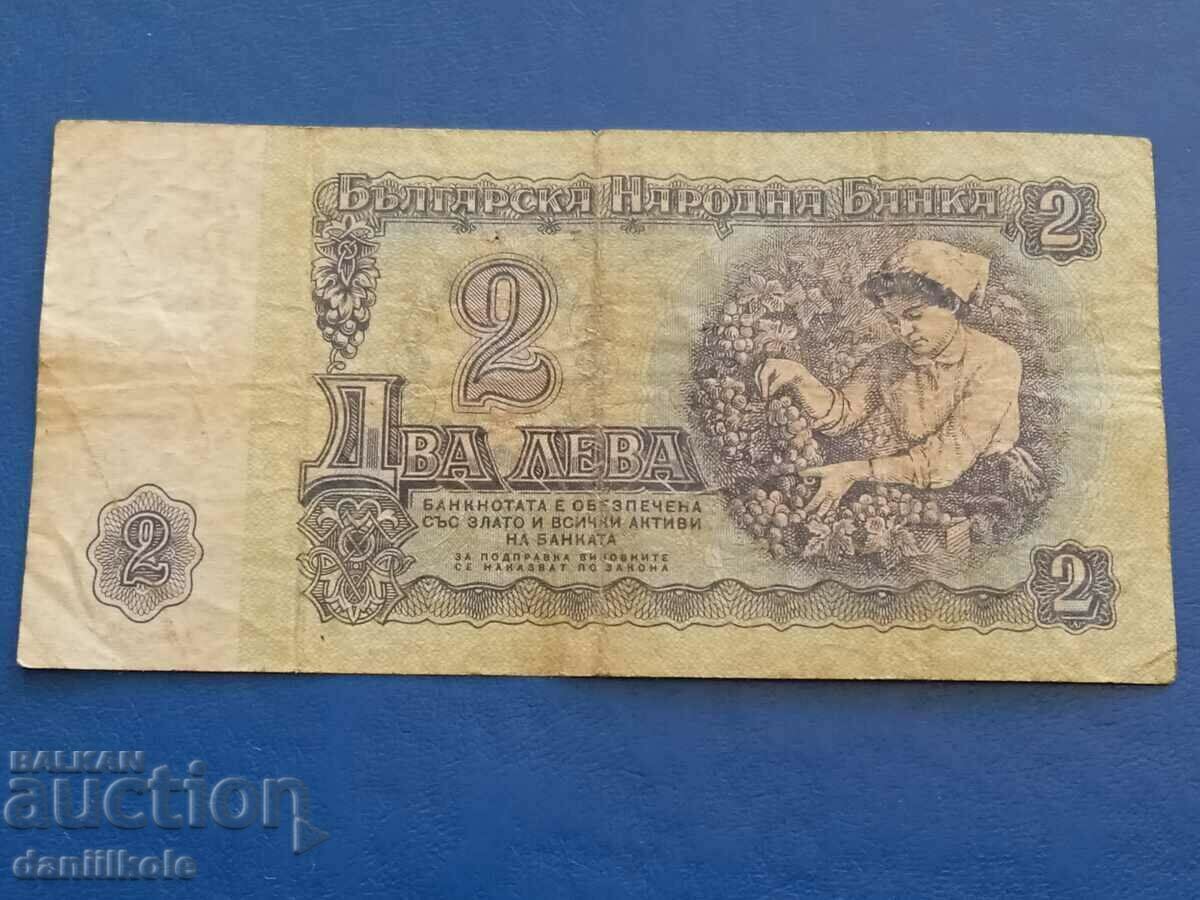 Българска Народна Банка 2
2
Два лева
Банкнотата е обезпечена
със злато и всички активи
на банката
За подправка виновните
се наказват по закона
2
2
BALKAN
auction
daniilkole